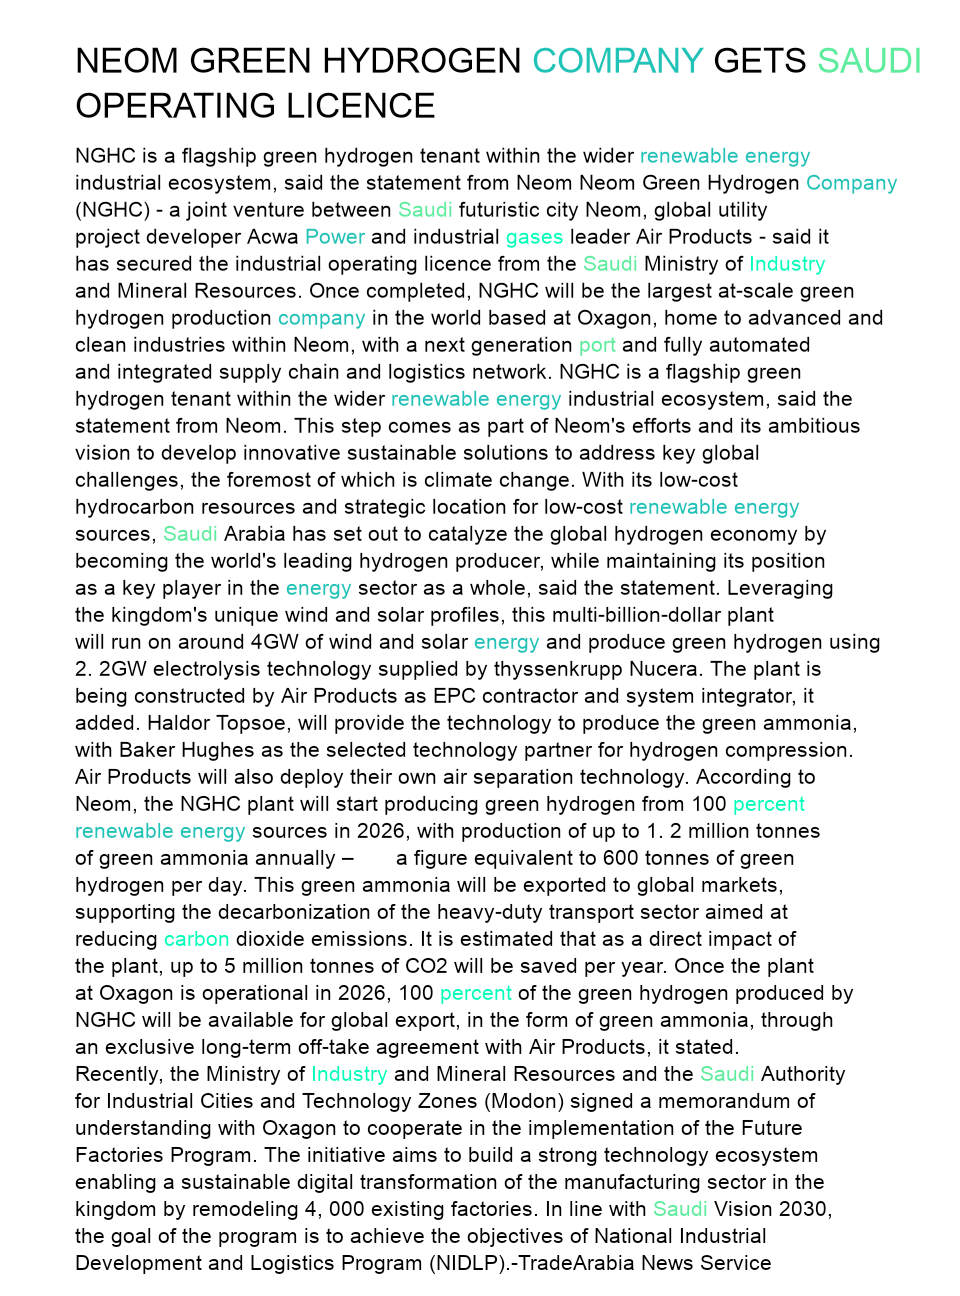 NEOM GREEN HYDROGEN COMPANY GETS SAUDI
OPERATING LICENCE
NGHC is a flagship green hydrogen tenant within the wider renewable energy
industrial ecosystem, said the statement from Neom Neom Green Hydrogen Company
(NGHC) - a joint venture between Saudi futuristic city Neom, global utility
project developer Acwa Power and industrial gases leader Air Products - said it
has secured the industrial operating licence from the Saudi Ministry of Industry
and Mineral Resources. Once completed, NGHC will be the largest at-scale green
hydrogen production company in the world based at Oxagon, home to advanced and
clean industries within Neom, with a next generation port and fully automated
and integrated supply chain and logistics network. NGHC is a flagship green
hydrogen tenant within the wider renewable energy industrial ecosystem, said the
statement from Neom. This step comes as part of Neom's efforts and its ambitious
vision to develop innovative sustainable solutions to address key global
challenges, the foremost of which is climate change. With its low-cost
hydrocarbon resources and strategic location for low-cost renewable energy
sources, Saudi Arabia has set out to catalyze the global hydrogen economy by
becoming the world's leading hydrogen producer, while maintaining its position
as a key player in the energy sector as a whole, said the statement. Leveraging
the kingdom's unique wind and solar profiles, this multi-billion-dollar plant
will run on around 4GW of wind and solar energy and produce green hydrogen using
2. 2GW electrolysis technology supplied by thyssenkrupp Nucera. The plant is
being constructed by Air Products as EPC contractor and system integrator, it
added. Haldor Topsoe, will provide the technology to produce the green ammonia,
with Baker Hughes as the selected technology partner for hydrogen compression.
Air Products will also deploy their own air separation technology. According to
Neom, the NGHC plant will start producing green hydrogen from 100 percent
renewable energy sources in 2026, with production of up to 1. 2 million tonnes
of green ammonia annually – a figure equivalent to 600 tonnes of green
hydrogen per day. This green ammonia will be exported to global markets,
supporting the decarbonization of the heavy-duty transport sector aimed at
reducing carbon dioxide emissions. It is estimated that as a direct impact of
the plant, up to 5 million tonnes of CO2 will be saved per year. Once the plant
at Oxagon is operational in 2026, 100 percent of the green hydrogen produced by
NGHC will be available for global export, in the form of green ammonia, through
an exclusive long-term off-take agreement with Air Products, it stated.
Recently, the Ministry of Industry and Mineral Resources and the Saudi Authority
for Industrial Cities and Technology Zones (Modon) signed a memorandum of
understanding with Oxagon to cooperate in the implementation of the Future
Factories Program. The initiative aims to build a strong technology ecosystem
enabling a sustainable digital transformation of the manufacturing sector in the
kingdom by remodeling 4, 000 existing factories. In line with Saudi Vision 2030,
the goal of the program is to achieve the objectives of National Industrial
Development and Logistics Program (NIDLP).-TradeArabia News Service